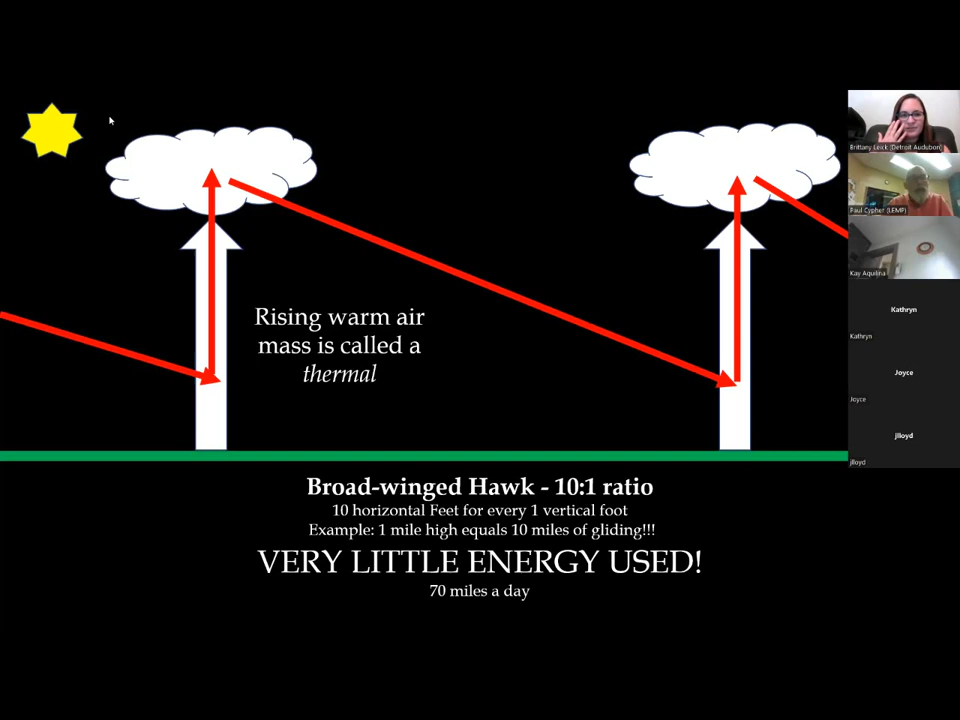 Rising warm air
mass is called a
thermal
Broad-winged Hawk - 10:1 ratio
10 horizontal Feet for every 1 vertical foot
Example: 1 mile high equals 10 miles of gliding!!!
VERY LITTLE ENERGY USED!
70 miles a day
Brittany Leick (Detroit Audubon)
Paul Cypher (LEMP)
Kay Aquilina
Kathryn
Kathryn
Joyce
Joyce
jlloyd
jlloyd